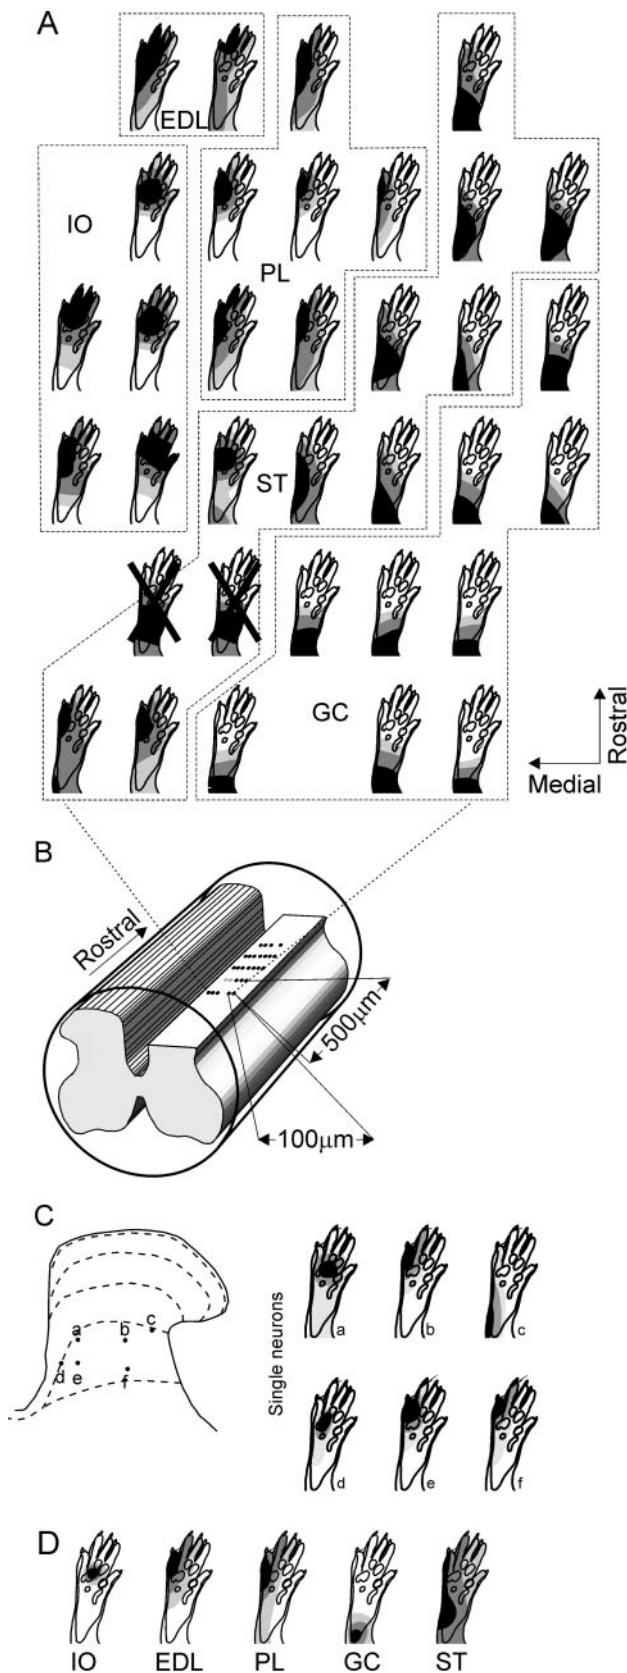 A
EDL
IO
PL
ST
GC
Rostral
Medial
B
Rostral
500μm
100μm
C
a
b
c
d
e
f
Single neurons
a
b
c
d
e
f
D
IO EDL PL GC ST